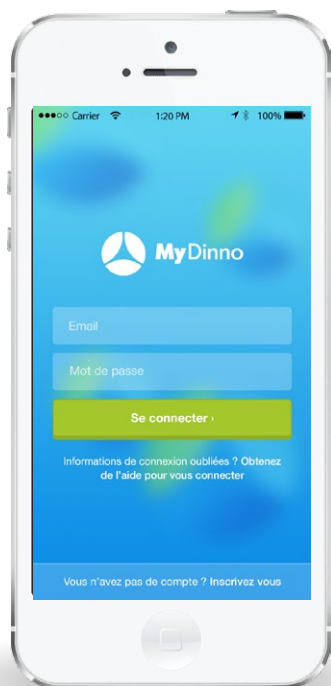 Carrier 1:20 PM 100%
MyDinno
Email
Mot de passe
Se connecter ›
Informations de connexion oubliées ? Obtenez
de l'aide pour vous connecter
Vous n'avez pas de compte ? Inscrivez vous